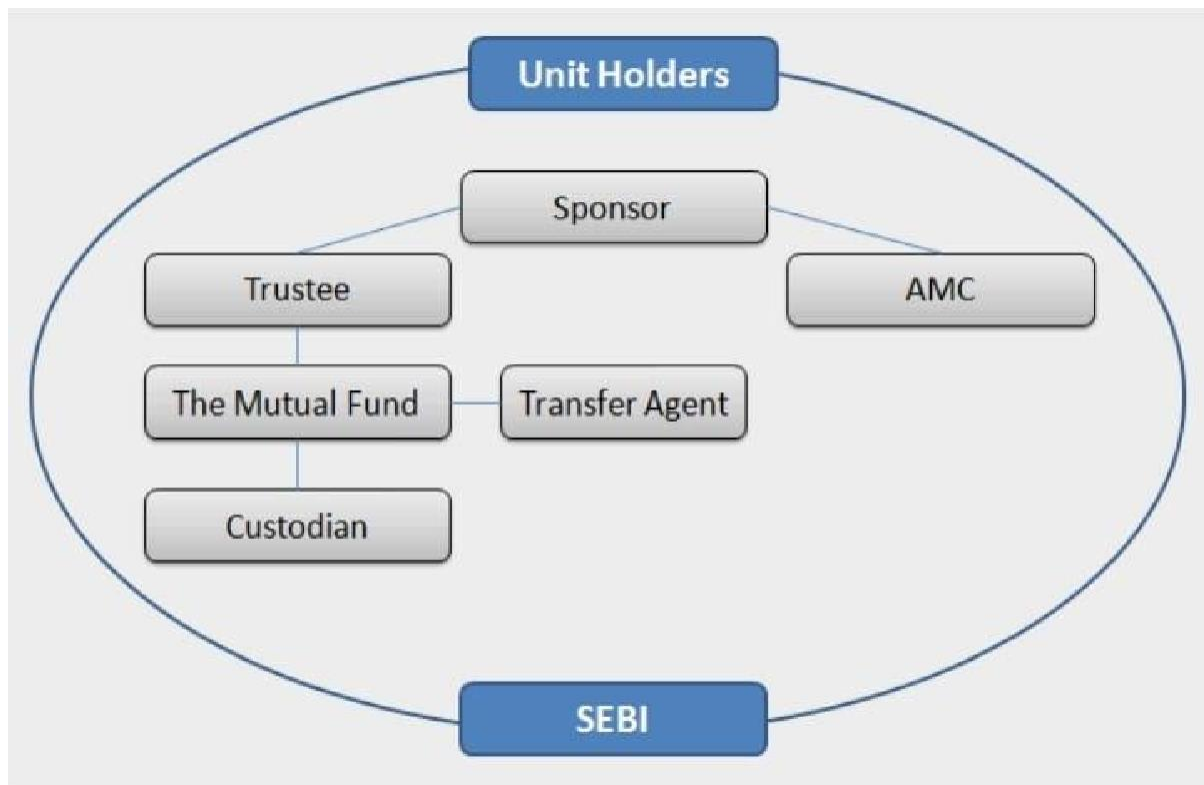 Unit Holders
Sponsor
Trustee
AMC
The Mutual Fund
Transfer Agent
Custodian
SEBI